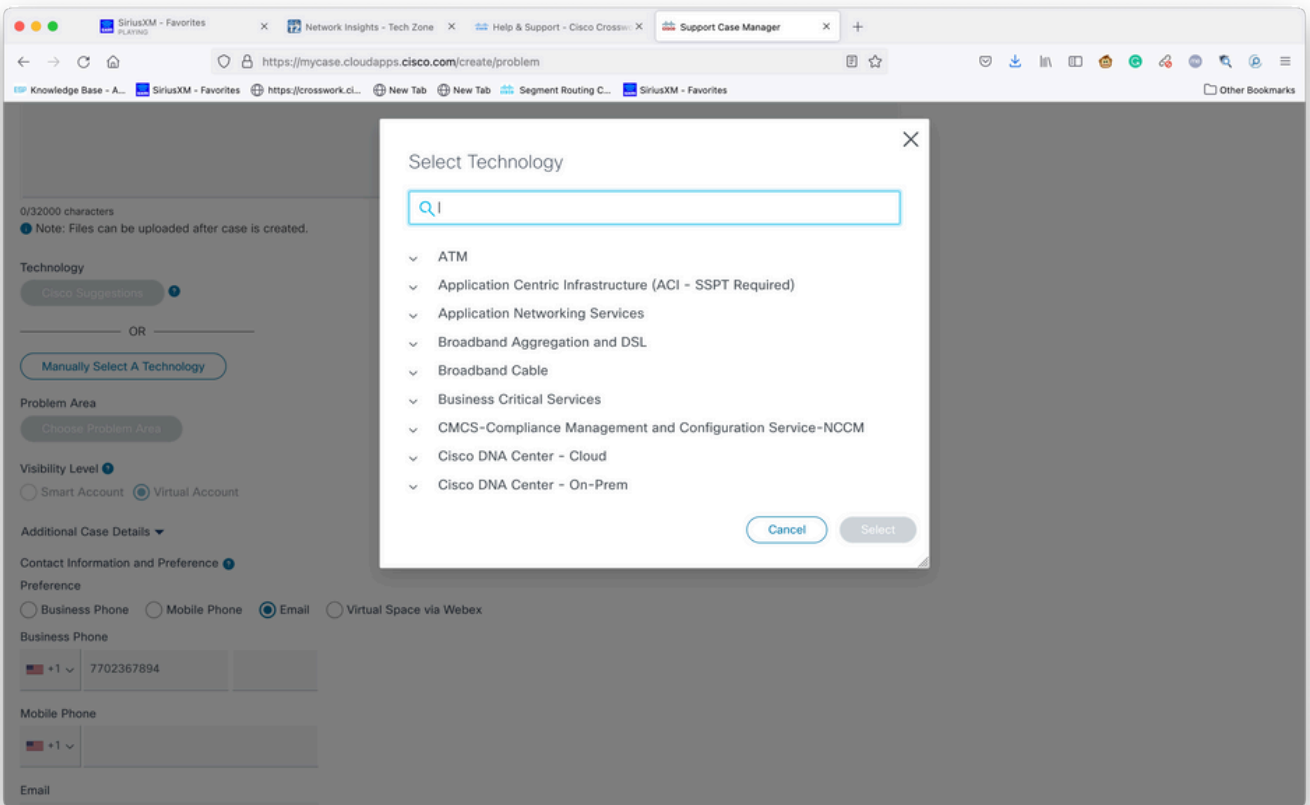 SiriusXM - Favorites
PLAYING
Network Insights - Tech Zone
Help & Support - Cisco Crossw
Support Case Manager
https://mycase.cloudapps.cisco.com/create/problem
Knowledge Base - A...
SiriusXM - Favorites
https://crosswork.ci...
New Tab
New Tab
Segment Routing C...
SiriusXM - Favorites
Other Bookmarks
Select Technology
ATM
Application Centric Infrastructure (ACI - SSPT Required)
Application Networking Services
Broadband Aggregation and DSL
Broadband Cable
Business Critical Services
CMCS-Compliance Management and Configuration Service-NCCM
Cisco DNA Center - Cloud
Cisco DNA Center - On-Prem
Cancel
Select
0/32000 characters
Note: Files can be uploaded after case is created.
Technology
Cisco Suggestions
OR
Manually Select A Technology
Problem Area
Choose Problem Area
Visibility Level
Smart Account
Virtual Account
Additional Case Details
Contact Information and Preference
Preference
Business Phone
Mobile Phone
Email
Virtual Space via Webex
Business Phone
+1
7702367894
Mobile Phone
+1
Email